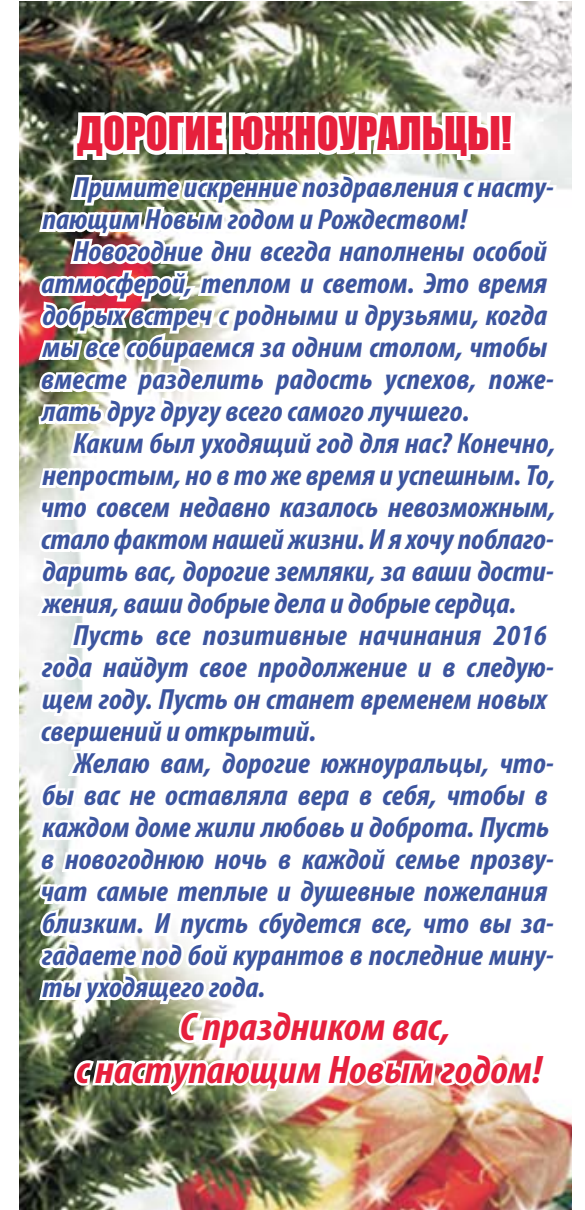 ДОРОГИЕ ЮЖНОУРАЛЬЦЫ!
Примите искренние поздравления с насту-
пающим Новым годом и Рождеством!
Новогодние дни всегда наполнены особой
атмосферой, теплом и светом. Это время
добрых встреч с родными и друзьями, когда
мы все собираемся за одним столом, чтобы
вместе разделить радость успехов, поже-
лать друг другу всего самого лучшего.
Каким был уходящий год для нас? Конечно,
непростым, но в то же время и успешным. То,
что совсем недавно казалось невозможным,
стало фактом нашей жизни. И я хочу поблаго-
дарить вас, дорогие земляки, за ваши дости-
жения, ваши добрые дела и добрые сердца.
Пусть все позитивные начинания 2016
года найдут свое продолжение и в следую-
щем году. Пусть он станет временем новых
свершений и открытий.
Желаю вам, дорогие южноуральцы, что-
бы вас не оставляла вера в себя, чтобы в
каждом доме жили любовь и доброта. Пусть
в новогоднюю ночь в каждой семье прозву-
чат самые теплые и душевные пожелания
близким. И пусть сбудется все, что вы за-
гадаете под бой курантов в последние мину-
ты уходящего года.
С праздником вас,
с наступающим Новым годом!